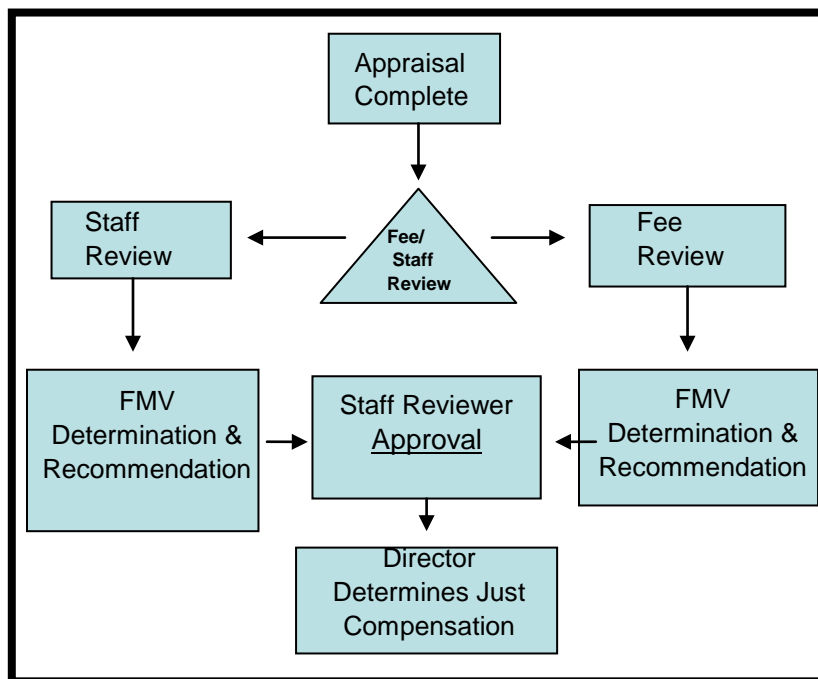 Appraisal
Complete
Staff
Review
Fee/
Staff
Review
Fee
Review
FMV
Determination &
Recommendation
Staff Reviewer
Approval
FMV
Determination &
Recommendation
Director
Determines Just
Compensation